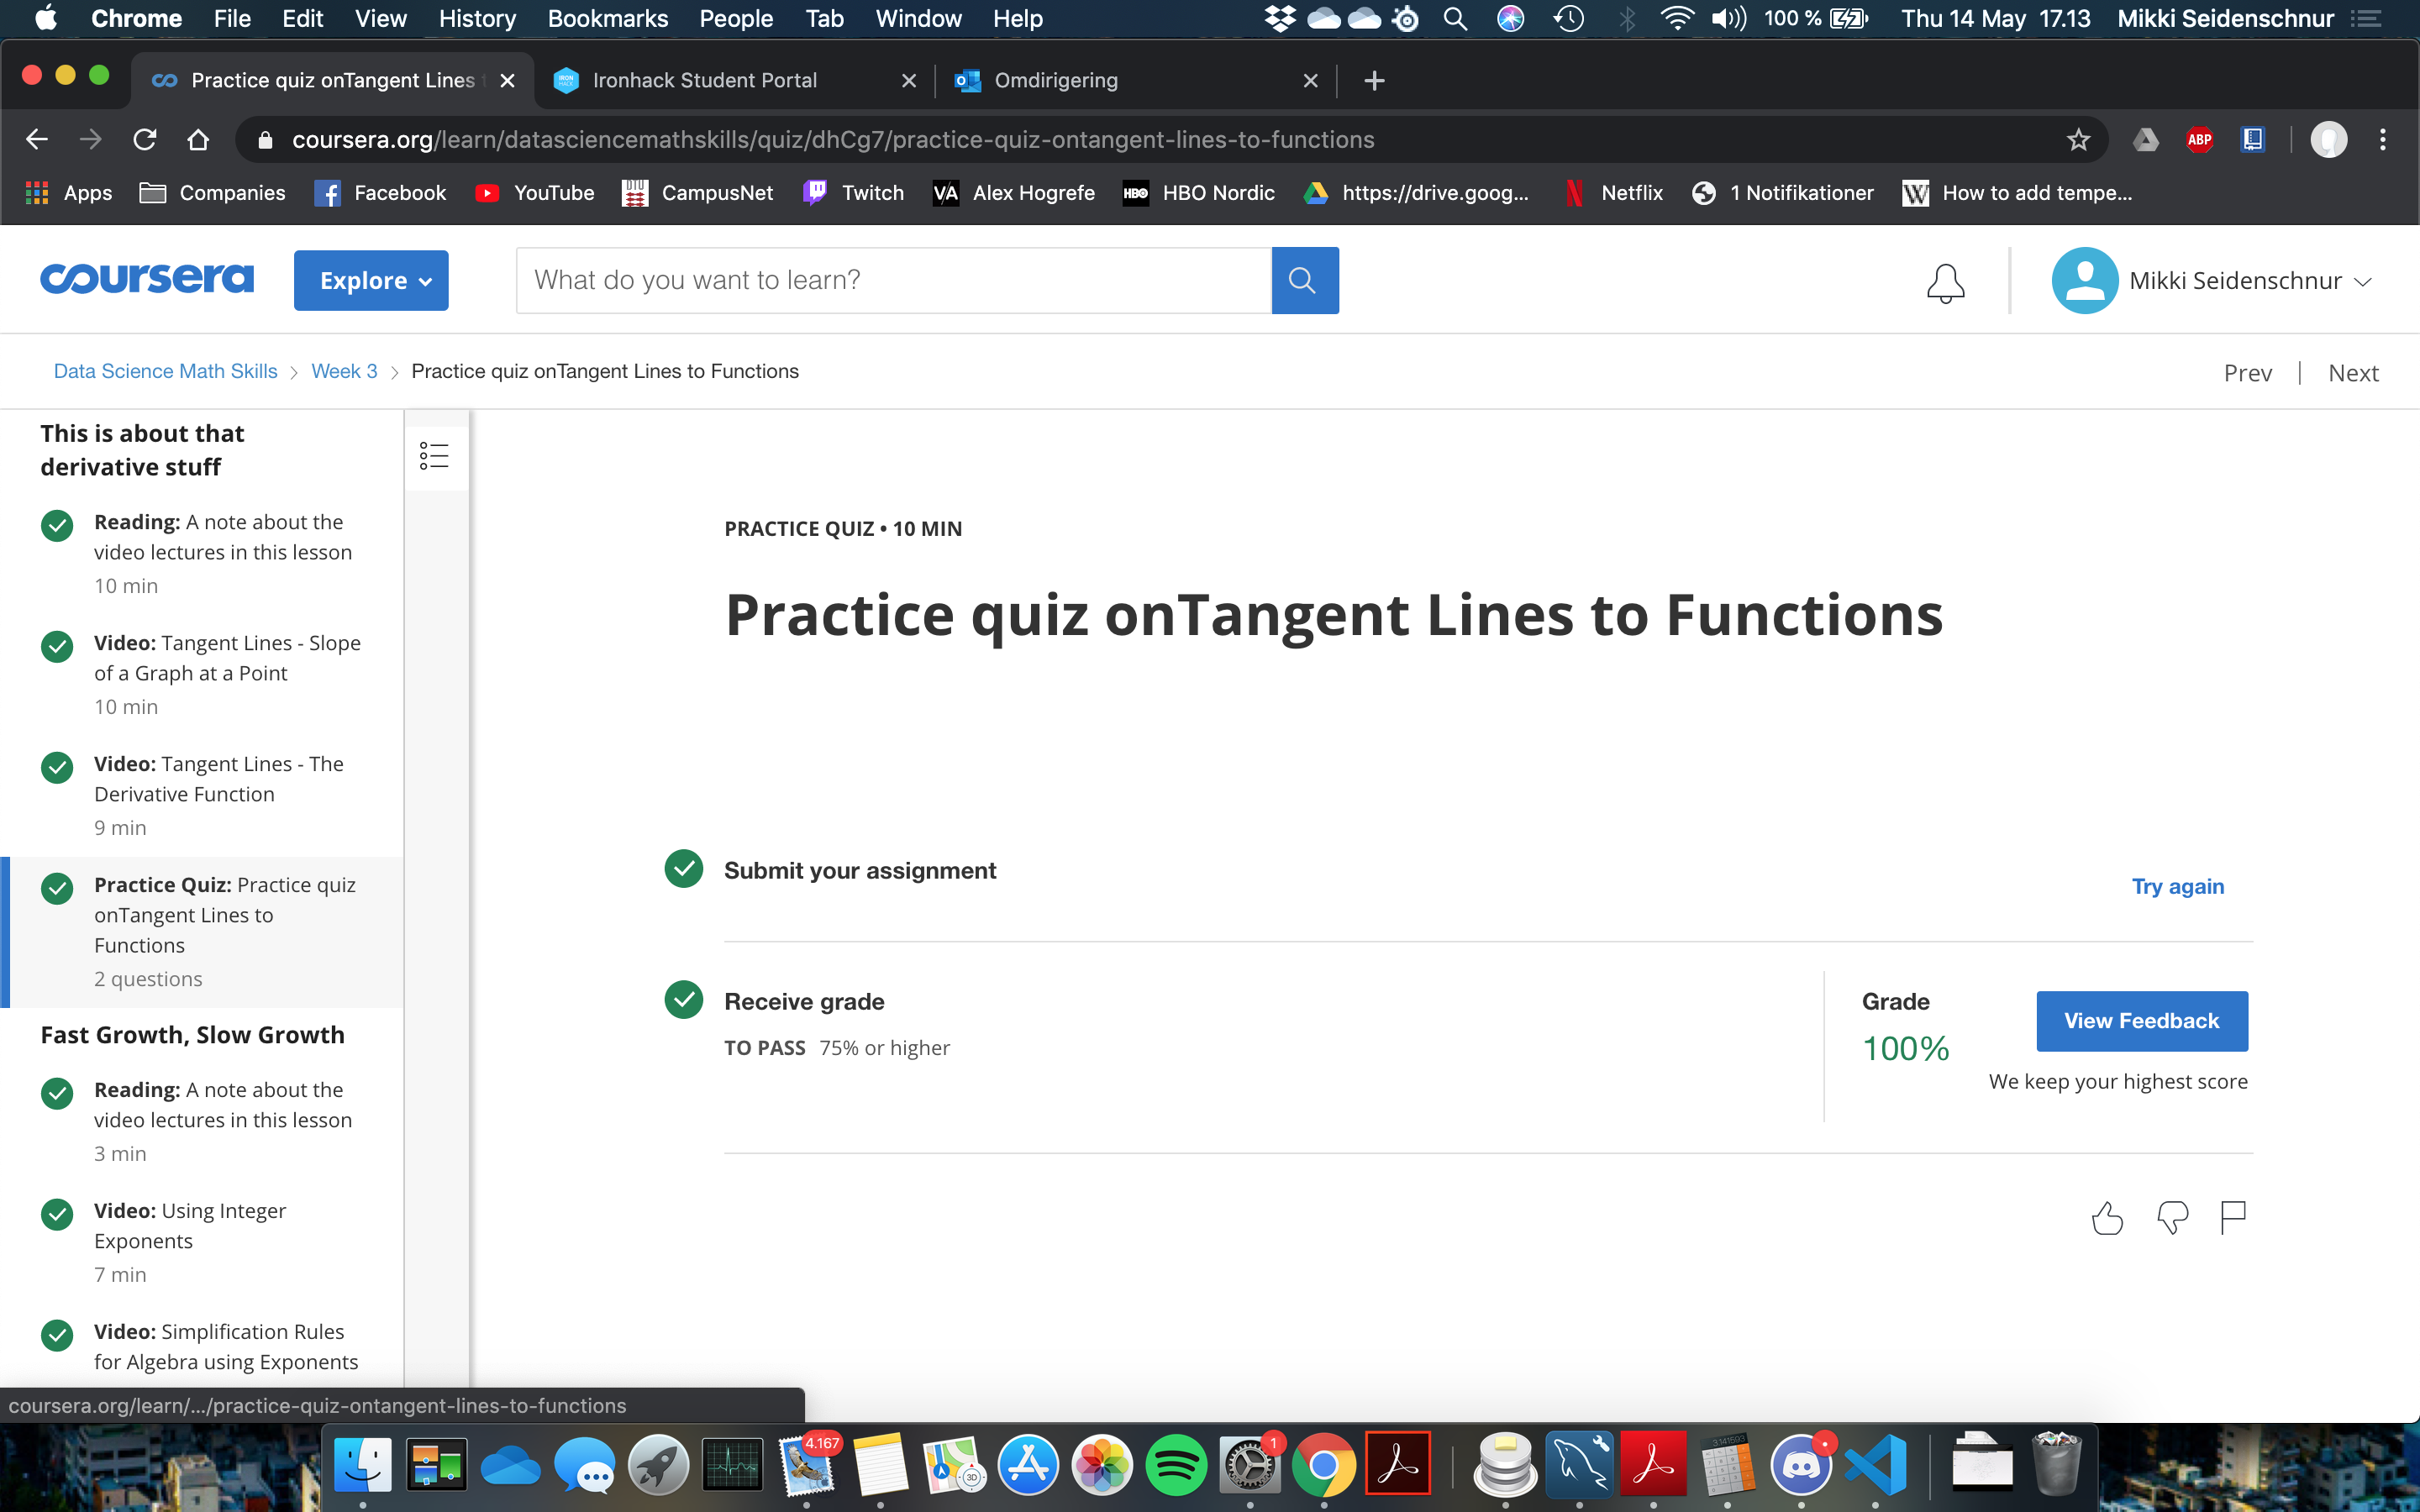 Chrome File Edit View History Bookmarks People Tab Window Help 100 % Thu 14 May 17.13 Mikki Seidenschnur
Practice quiz onTangent Lines Ironhack Student Portal Omdirigering
coursera.org/learn/datasciencemathskills/quiz/dhCg7/practice-quiz-ontangent-lines-to-functions ABP
Apps Companies Facebook YouTube DTU CampusNet Twitch VA Alex Hogrefe HBO HBO Nordic https://drive.goog... Netflix 1 Notifikationer W How to add tempe...
coursera Explore What do you want to learn? Mikki Seidenschnur
Data Science Math Skills > Week 3 > Practice quiz onTangent Lines to Functions Prev | Next
This is about that
derivative stuff
Reading: A note about the
video lectures in this lesson
10 min
Video: Tangent Lines - Slope
of a Graph at a Point
10 min
Video: Tangent Lines - The
Derivative Function
9 min
Practice Quiz: Practice quiz
onTangent Lines to
Functions
2 questions
Fast Growth, Slow Growth
Reading: A note about the
video lectures in this lesson
3 min
Video: Using Integer
Exponents
7 min
Video: Simplification Rules
for Algebra using Exponents
PRACTICE QUIZ • 10 MIN
Practice quiz onTangent Lines to Functions
Submit your assignment
Try again
Receive grade
TO PASS 75% or higher
Grade
100%
View Feedback
We keep your highest score
coursera.org/learn/.../practice-quiz-ontangent-lines-to-functions
4.167 3D 1 3.141593